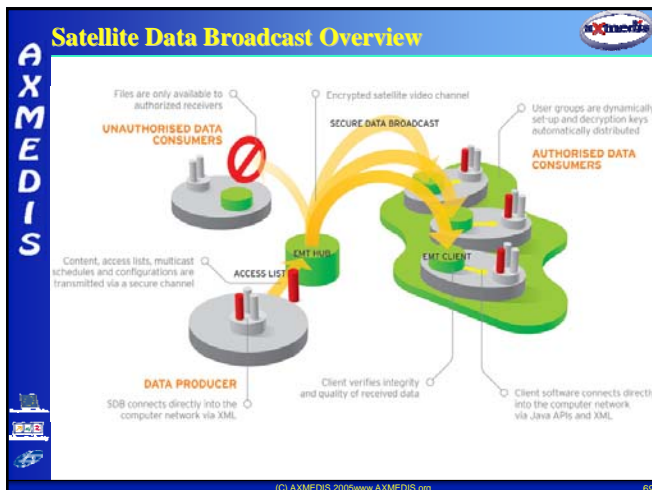 Satellite Data Broadcast Overview
axmedis
AXMEDIS
Files are only available to
authorized receivers
UNAUTHORISED DATA
CONSUMERS
Encrypted satellite video channel
SECURE DATA BROADCAST
User groups are dynamically
set-up and decryption keys
automatically distributed
AUTHORISED DATA
CONSUMERS
Content, access lists, multicast
schedules and configurations are
transmitted via a secure channel
ACCESS LIST
EMT HUB
EMT CLIENT
DATA PRODUCER
SDB connects directly into the
computer network via XML
Client verifies integrity
and quality of received data
Client software connects directly
into the computer network
via Java APIs and XML
(C) AXMEDIS 2005www.AXMEDIS.org
69